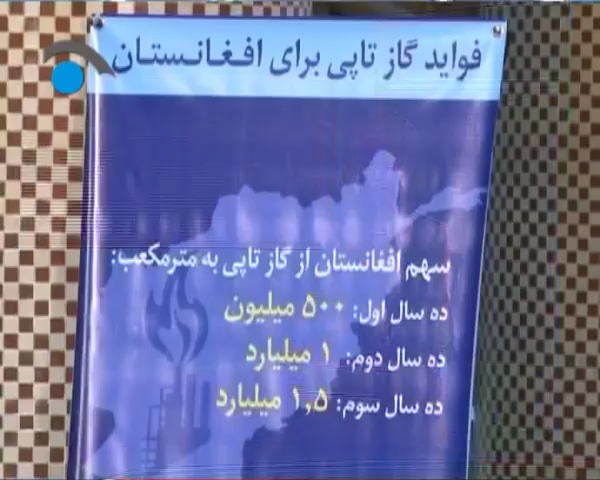 فواید گاز تاپی برای افغانستان
سهم افغانستان از گاز تاپی به مترمکعب:
ده سال اول: ۵۰۰ میلیون
ده سال دوم: ۱ میلیارد
ده سال سوم: ۱,۵ میلیارد